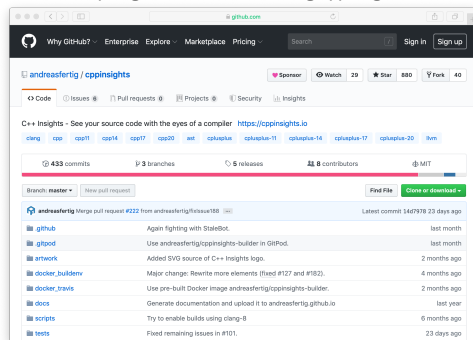 github.com
Why GitHub? Enterprise Explore Marketplace Pricing Search / Sign in Sign up
andreasfertig / cppinsights Sponsor Watch 29 Star 880 Fork 40
Code Issues 6 Pull requests 0 Projects 0 Security Insights
C++ Insights - See your source code with the eyes of a compiler https://cppinsights.io
clang cpp cpp11 cpp14 cpp17 cpp20 ast cplusplus cplusplus-11 cplusplus-14 cplusplus-17 cplusplus-20 llvm
433 commits 3 branches 5 releases 8 contributors MIT
Branch: master New pull request Find File Clone or download
andreasfertig Merge pull request #222 from andreasfertig/fixIssue188 ... Latest commit 14d7978 23 days ago
.github Again fighting with StaleBot. last month
.gitpod Use andreasfertig/cppinsights-builder in GitPod. last month
artwork Added SVG source of C++ Insights logo. 2 months ago
docker_buildenv Major change: Rewrite more elements (fixed #127 and #182). 4 months ago
docker_travis Use pre-built Docker image andreasfertig/cppinsights-builder. 2 months ago
docs Generate documentation and upload it to andreasfertig.github.io last year
scripts Try to enable builds using clang-8 6 months ago
tests Fixed remaining issues in #101. 23 days ago